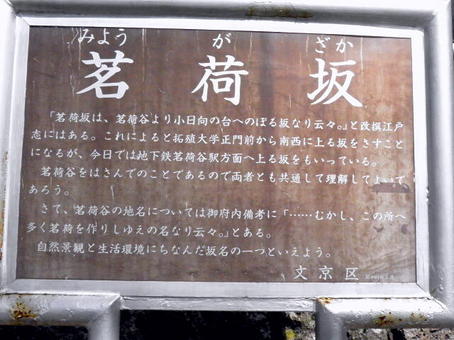 みょう が ざか
茗荷坂
「茗荷坂は、茗荷谷より小日向の台へのぼる坂なり云々。」と改撰江戸
志にはある。これによると拓殖大学正門前から南西に上る坂をさすこと
になるが、今日では地下鉄茗荷谷駅方面へ上る坂をもいっている。
茗荷谷をはさんでのことであるので両者とも共通して理解してよいで
あろう。
さて、茗荷谷の地名については御府内備考に「……むかし、この所へ
多く茗荷を作りしゆえの名なり云々。」とある。
自然景観と生活環境にちなんだ坂名の一つといえよう。
文京区